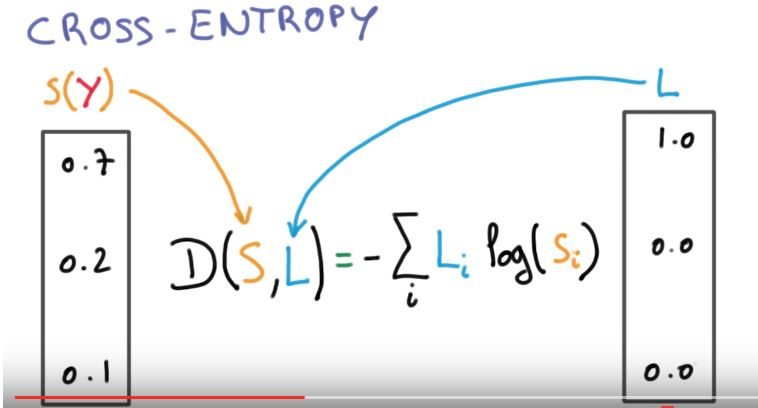 CROSS-ENTROPY
S(Y)
L
0.7
0.2
0.1
D(S,L) = - ∑i Li log(Si)
1.0
0.0
0.0